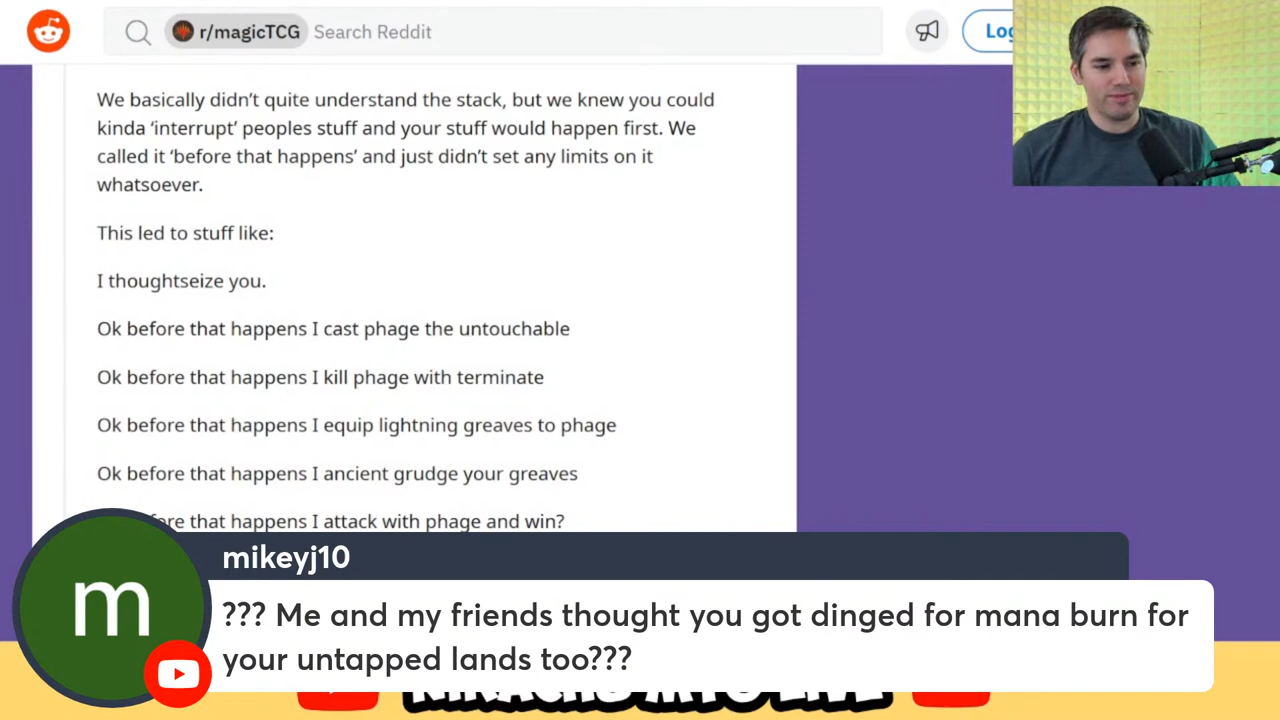 r/magicTCG Search Reddit
Log
We basically didn't quite understand the stack, but we knew you could
kinda 'interrupt' peoples stuff and your stuff would happen first. We
called it 'before that happens' and just didn't set any limits on it
whatsoever.
This led to stuff like:
I thoughtseize you.
Ok before that happens I cast phage the untouchable
Ok before that happens I kill phage with terminate
Ok before that happens I equip lightning greaves to phage
Ok before that happens I ancient grudge your greaves
that happens I attack with phage and win?
m
mikeyj10
??? Me and my friends thought you got dinged for mana burn for
your untapped lands too???